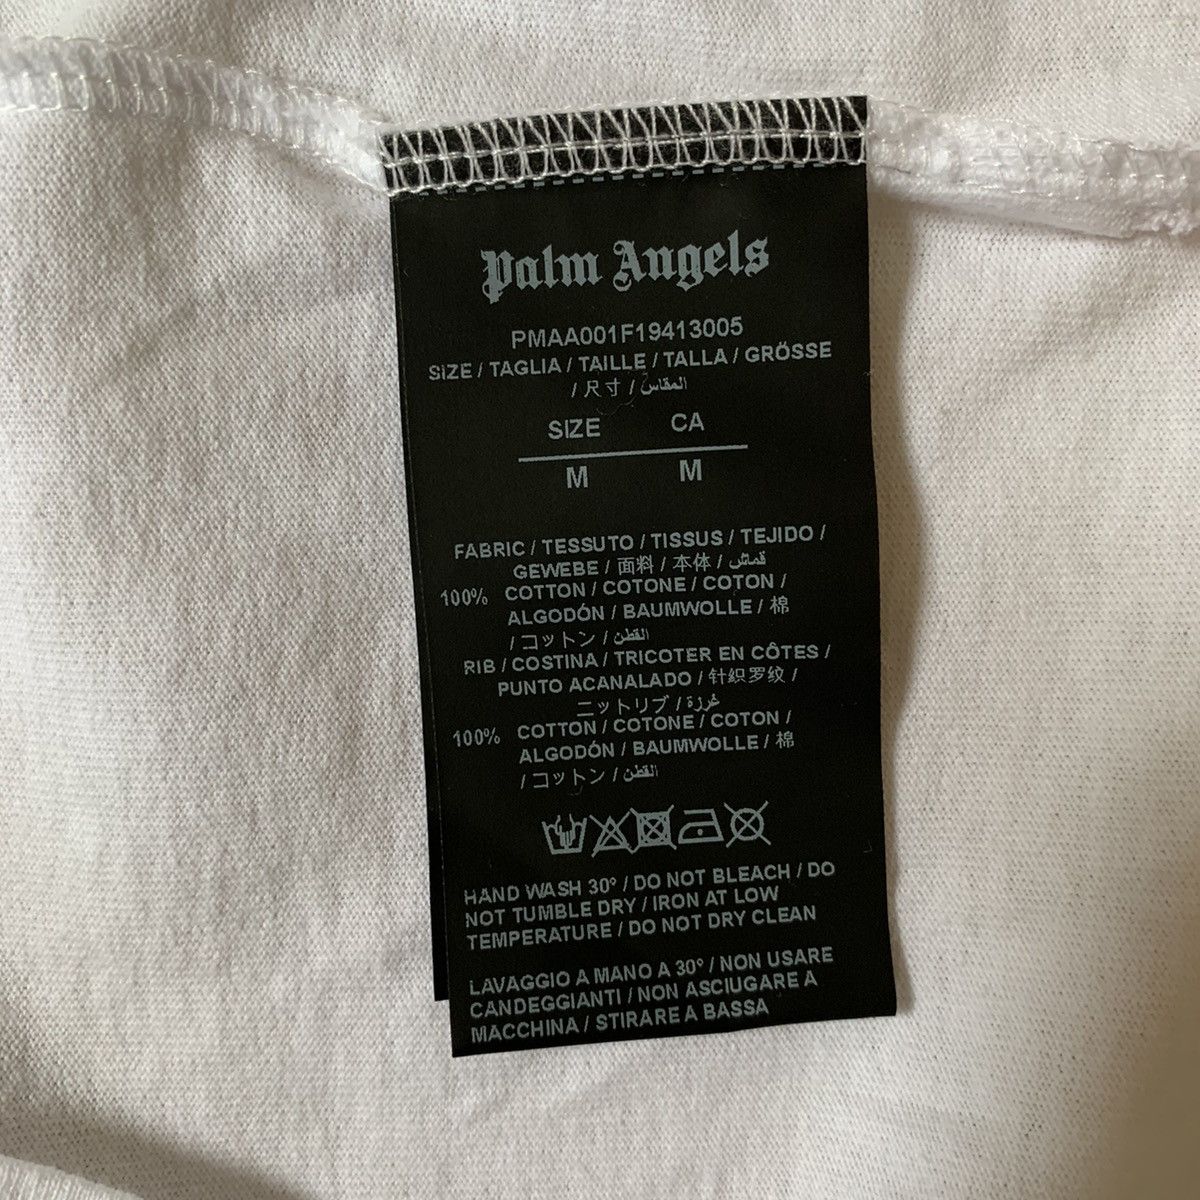 Palm Angels
PMAA001F19413005
SIZE / TAGLIA / TAILLE / TALLA / GRÖSSE
/ 尺寸 / المقاس
SIZE CA
M M
FABRIC / TESSUTO / TISSUS / TEJIDO /
GEWEBE / 面料 / 本体 / قماش
100% COTTON / COTONE / COTON /
ALGODÓN / BAUMWOLLE / 棉
/ コットン / القطن
RIB / COSTINA / TRICOTER EN CÔTES /
PUNTO ACANALADO / 针织罗纹 /
ニットリブ / غرزة
100% COTTON / COTONE / COTON /
ALGODÓN / BAUMWOLLE / 棉
/ コットン / القطن
HAND WASH 30° / DO NOT BLEACH / DO
NOT TUMBLE DRY / IRON AT LOW
TEMPERATURE / DO NOT DRY CLEAN
LAVAGGIO A MANO A 30° / NON USARE
CANDEGGIANTI / NON ASCIUGARE A
MACCHINA / STIRARE A BASSA